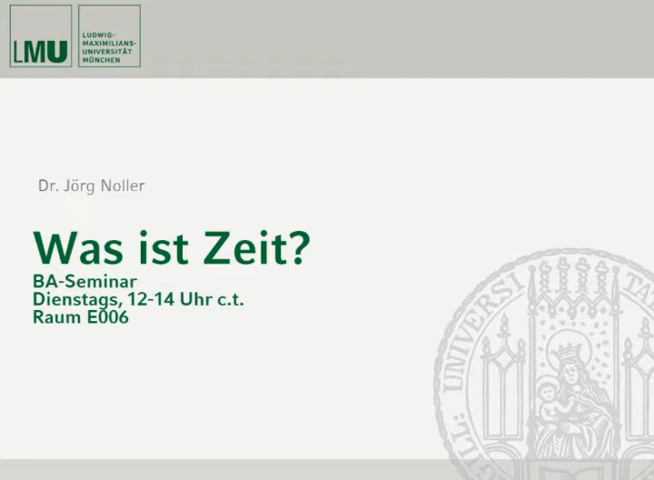 LMU
LUDWIG-
MAXIMILIANS-
UNIVERSITÄT
MÜNCHEN
Dr. Jörg Noller
Was ist Zeit?
BA-Seminar
Dienstags, 12-14 Uhr c.t.
Raum E006
UNIVERSI